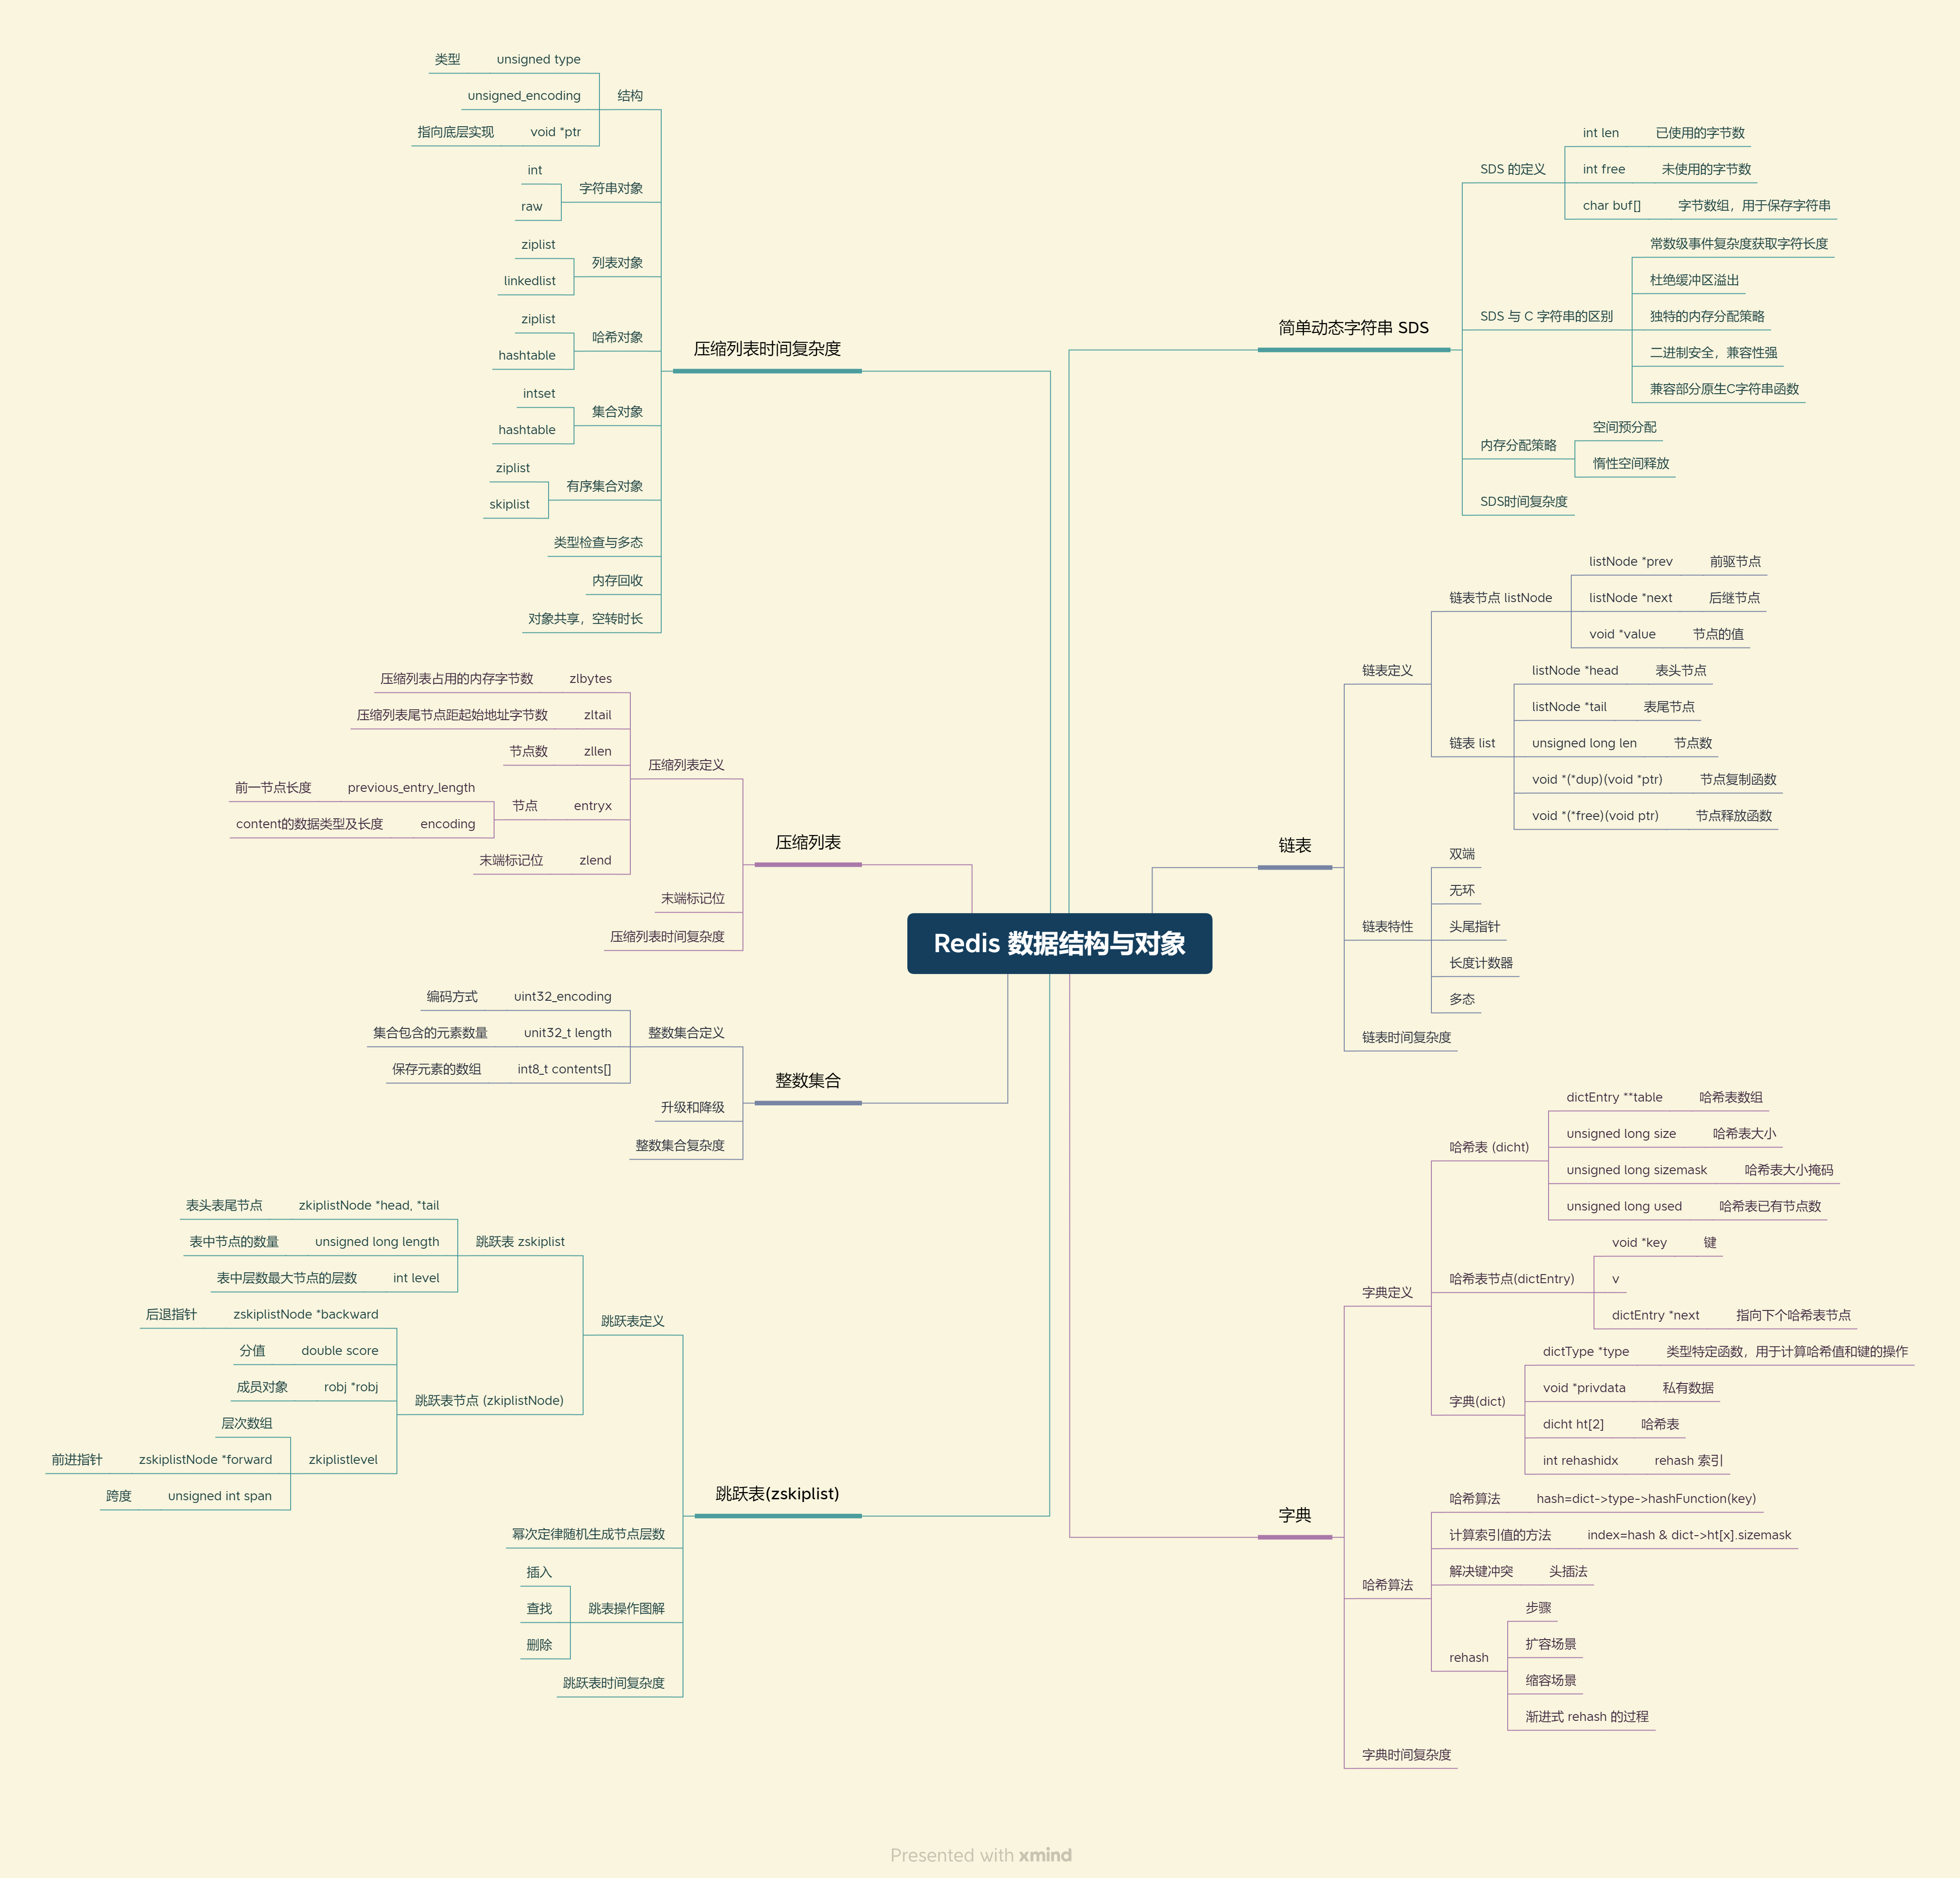 Redis 数据结构与对象
简单动态字符串 SDS
SDS 的定义
int len 已使用的字节数
int free 未使用的字节数
char buf[] 字节数组，用于保存字符串
SDS 与 C 字符串的区别
常数级事件复杂度获取字符长度
杜绝缓冲区溢出
独特的内存分配策略
二进制安全，兼容性强
兼容部分原生C字符串函数
内存分配策略
空间预分配
惰性空间释放
SDS时间复杂度
链表
链表定义
链表节点 listNode
listNode *prev 前驱节点
listNode *next 后继节点
void *value 节点的值
链表 list
listNode *head 表头节点
listNode *tail 表尾节点
unsigned long len 节点数
void *(*dup)(void *ptr) 节点复制函数
void *(*free)(void ptr) 节点释放函数
链表特性
双端
无环
头尾指针
长度计数器
多态
链表时间复杂度
字典
字典定义
哈希表 (dicht)
dictEntry **table 哈希表数组
unsigned long size 哈希表大小
unsigned long sizemask 哈希表大小掩码
unsigned long used 哈希表已有节点数
哈希表节点(dictEntry)
void *key 键
v
dictEntry *next 指向下个哈希表节点
字典(dict)
dictType *type 类型特定函数，用于计算哈希值和键的操作
void *privdata 私有数据
dicht ht[2] 哈希表
int rehashidx rehash 索引
哈希算法
哈希算法 hash=dict->type->hashFunction(key)
计算索引值的方法 index=hash & dict->ht[x].sizemask
解决键冲突 头插法
rehash
步骤
扩容场景
缩容场景
渐进式 rehash 的过程
字典时间复杂度
压缩列表时间复杂度
结构
类型 unsigned type
unsigned_encoding
指向底层实现 void *ptr
字符串对象
int
raw
列表对象
ziplist
linkedlist
哈希对象
ziplist
hashtable
集合对象
intset
hashtable
有序集合对象
ziplist
skiplist
类型检查与多态
内存回收
对象共享，空转时长
压缩列表
压缩列表定义
压缩列表占用的内存字节数 zlbytes
压缩列表尾节点距起始地址字节数 zltail
节点数 zllen
节点 entryx
前一节点长度 previous_entry_length
content的数据类型及长度 encoding
末端标记位 zlend
末端标记位
压缩列表时间复杂度
整数集合
整数集合定义
编码方式 uint32_encoding
集合包含的元素数量 unit32_t length
保存元素的数组 int8_t contents[]
升级和降级
整数集合复杂度
跳跃表(zskiplist)
跳跃表定义
跳跃表 zskiplist
表头表尾节点 zkiplistNode *head, *tail
表中节点的数量 unsigned long length
表中层数最大节点的层数 int level
跳跃表节点 (zkiplistNode)
后退指针 zskiplistNode *backward
分值 double score
成员对象 robj *robj
zkiplistlevel
层次数组
前进指针 zskiplistNode *forward
跨度 unsigned int span
幂次定律随机生成节点层数
跳表操作图解
插入
查找
删除
跳跃表时间复杂度
Presented with xmind